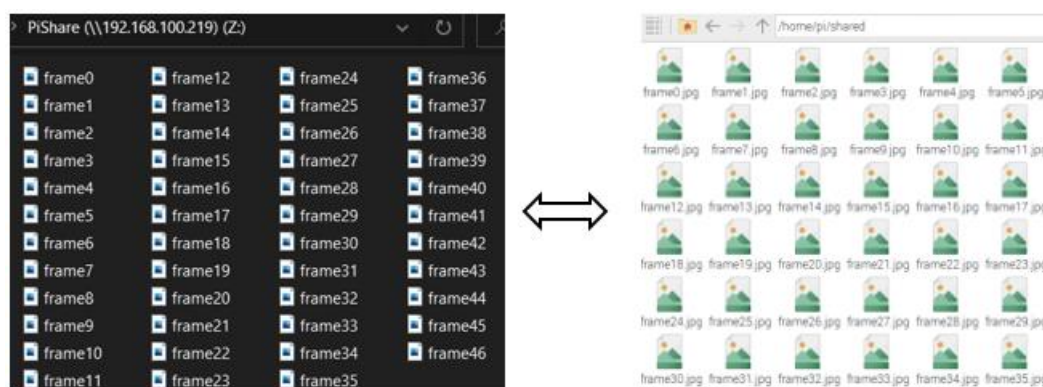 PiShare (\\192.168.100.219) (Z:)
frame0 frame12 frame24 frame36
frame1 frame13 frame25 frame37
frame2 frame14 frame26 frame38
frame3 frame15 frame27 frame39
frame4 frame16 frame28 frame40
frame5 frame17 frame29 frame41
frame6 frame18 frame30 frame42
frame7 frame19 frame31 frame43
frame8 frame20 frame32 frame44
frame9 frame21 frame33 frame45
frame10 frame22 frame34 frame46
frame11 frame23 frame35
/home/pi/shared
frame0.jpg frame1.jpg frame2.jpg frame3.jpg frame4.jpg frame5.jpg
frame6.jpg frame7.jpg frame8.jpg frame9.jpg frame10.jpg frame11.jpg
frame12.jpg frame13.jpg frame14.jpg frame15.jpg frame16.jpg frame17.jpg
frame18.jpg frame19.jpg frame20.jpg frame21.jpg frame22.jpg frame23.jpg
frame24.jpg frame25.jpg frame26.jpg frame27.jpg frame28.jpg frame29.jpg
frame30.jpg frame31.jpg frame32.jpg frame33.jpg frame34.jpg frame35.jpg